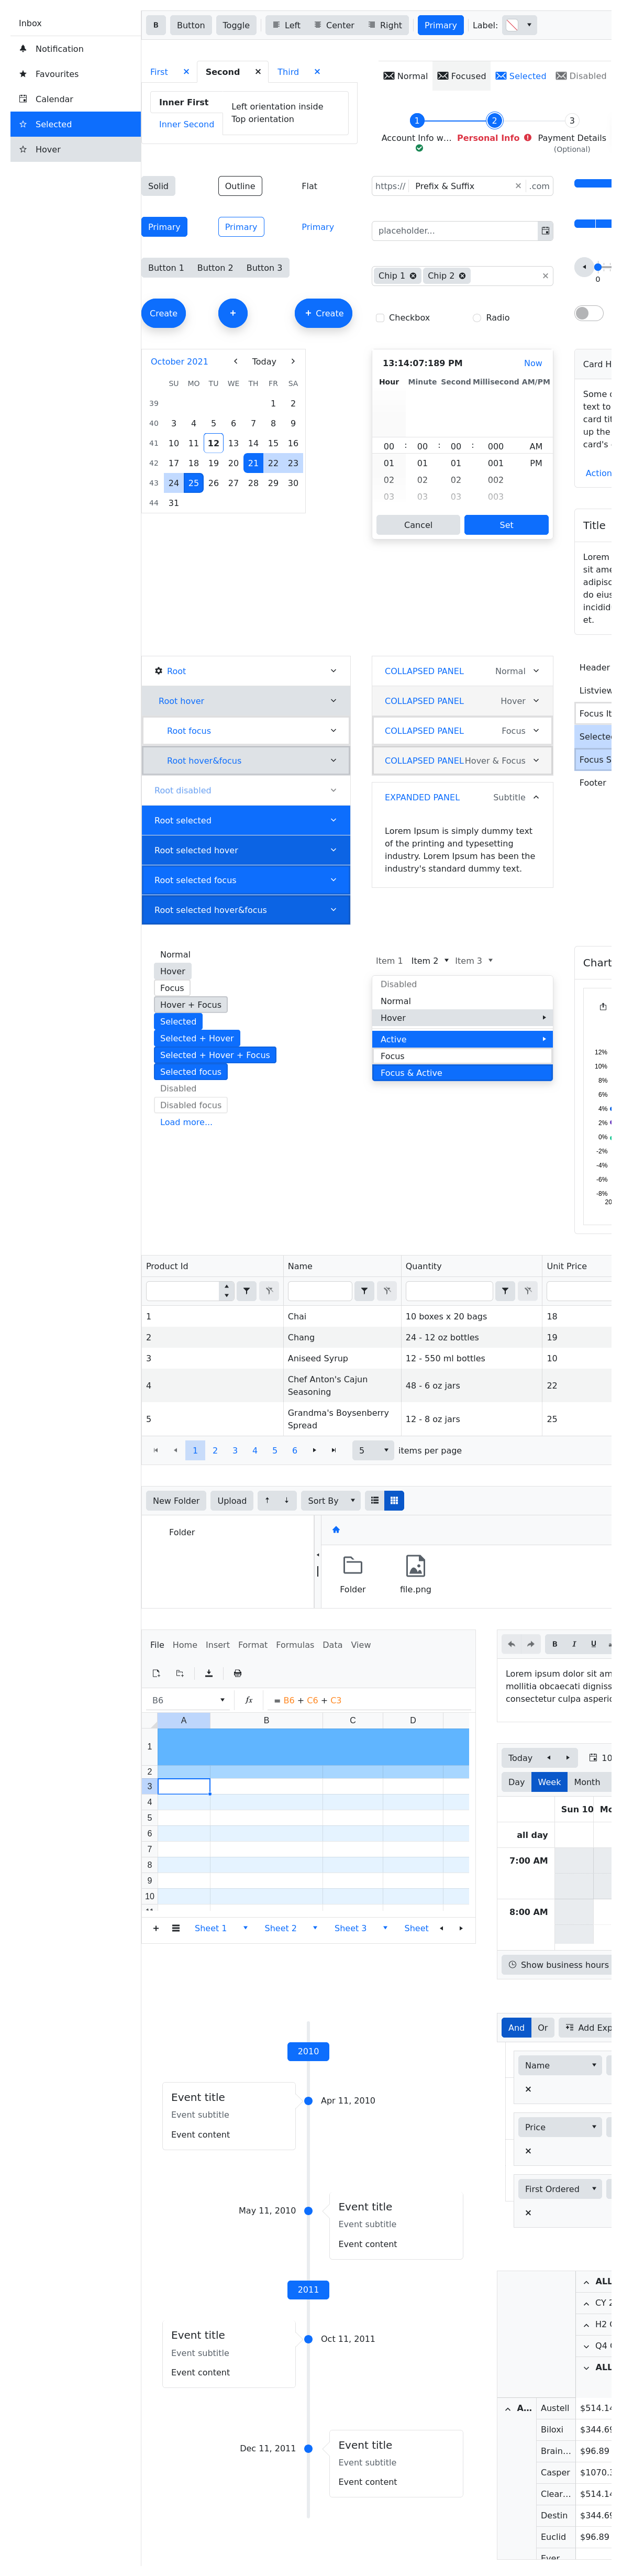 Inbox
Notification
Favourites
Calendar
Selected
Hover
B Button Toggle Left Center Right Primary Label:
First Second Third
Inner First
Inner Second
Left orientation inside
Top orientation
Normal Focused Selected Disabled
1 2 3
Account Info w... Personal Info Payment Details
(Optional)
Solid Outline Flat
https:// Prefix & Suffix .com
Primary Primary Primary
placeholder...
Button 1 Button 2 Button 3
Chip 1 Chip 2
0
Create + + Create
Checkbox Radio
October 2021 Today
SU MO TU WE TH FR SA
39 1 2
40 3 4 5 6 7 8 9
41 10 11 12 13 14 15 16
42 17 18 19 20 21 22 23
43 24 25 26 27 28 29 30
44 31
13:14:07:189 PM Now
Hour Minute Second Millisecond AM/PM
00 : 00 : 00 : 000 AM
01 01 01 001 PM
02 02 02 002
03 03 03 003
Cancel Set
Card H
Some
text to
card tit
up the
card's
Action
Title
Lorem
sit ame
adipisc
do eius
incidid
et.
Root
Root hover
Root focus
Root hover&focus
Root disabled
Root selected
Root selected hover
Root selected focus
Root selected hover&focus
COLLAPSED PANEL Normal
COLLAPSED PANEL Hover
COLLAPSED PANEL Focus
COLLAPSED PANEL Hover & Focus
EXPANDED PANEL Subtitle
Lorem Ipsum is simply dummy text
of the printing and typesetting
industry. Lorem Ipsum has been the
industry's standard dummy text.
Header
Listview
Focus It
Selected
Focus S
Footer
Normal
Hover
Focus
Hover + Focus
Selected
Selected + Hover
Selected + Hover + Focus
Selected focus
Disabled
Disabled focus
Load more...
Item 1 Item 2 Item 3
Disabled
Normal
Hover
Active
Focus
Focus & Active
Chart
12%
10%
8%
6%
4%
2%
0%
-2%
-4%
-6%
-8%
20
Product Id Name Quantity Unit Price
1 Chai 10 boxes x 20 bags 18
2 Chang 24 - 12 oz bottles 19
3 Aniseed Syrup 12 - 550 ml bottles 10
4 Chef Anton's Cajun
Seasoning 48 - 6 oz jars 22
5 Grandma's Boysenberry
Spread 12 - 8 oz jars 25
1 2 3 4 5 6 5 items per page
New Folder Upload Sort By
Folder
Folder file.png
File Home Insert Format Formulas Data View
B6 fx = B6 + C6 + C3
A B C D
1
2
3
4
5
6
7
8
9
10
11
+ Sheet 1 Sheet 2 Sheet 3 Sheet
B I U
Lorem ipsum dolor sit am
mollitia obcaecati digniss
consectetur culpa asperio
Today 10
Day Week Month
Sun 10 Mo
all day
7:00 AM
8:00 AM
Show business hours
2010
Event title
Event subtitle
Event content
Apr 11, 2010
May 11, 2010
Event title
Event subtitle
Event content
2011
Event title
Event subtitle
Event content
Oct 11, 2011
Dec 11, 2011
Event title
Event subtitle
Event content
And Or Add Exp
Name
Price
First Ordered
ALL
CY 2
H2
Q4
ALL
A... Austell $514.14
Biloxi $344.69
Brain... $96.89
Casper $1070.
Clear... $514.14
Destin $344.69
Euclid $96.89